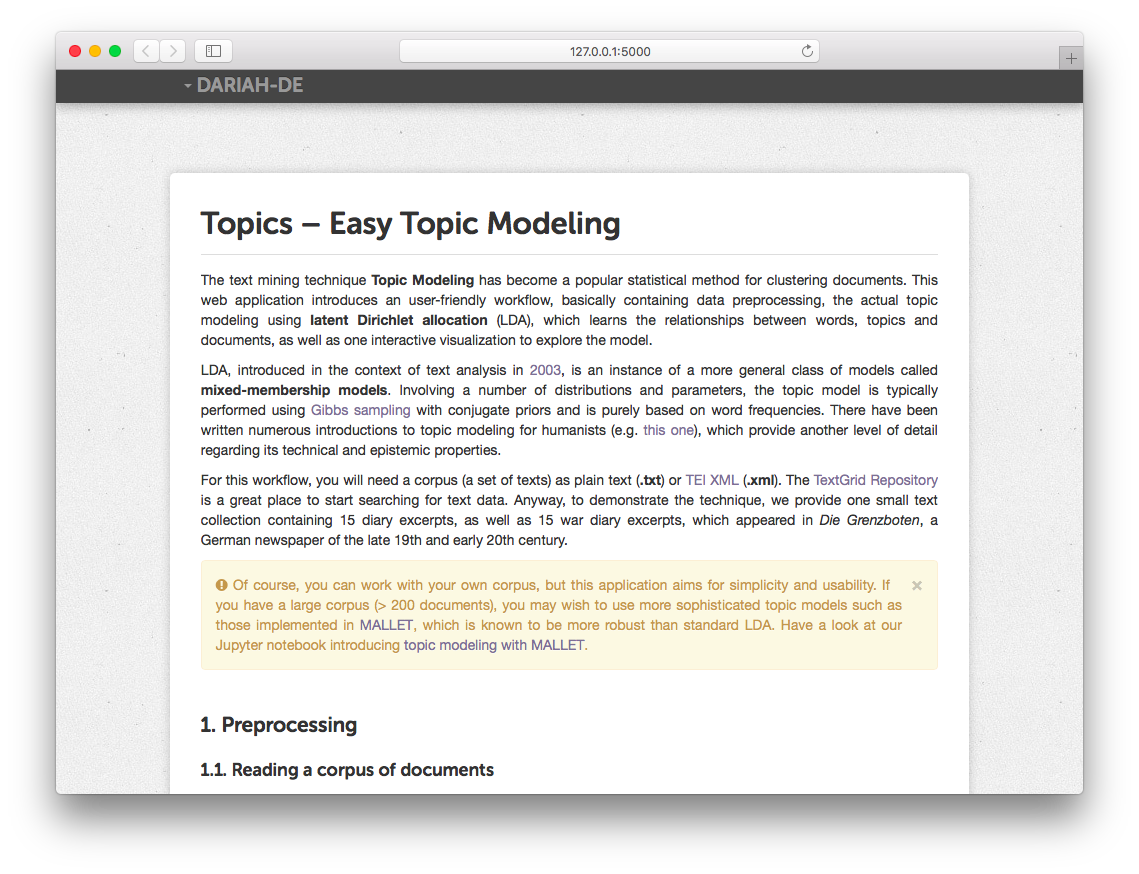 127.0.0.1:5000
DARIAH-DE
Topics – Easy Topic Modeling
The text mining technique Topic Modeling has become a popular statistical method for clustering documents. This
web application introduces an user-friendly workflow, basically containing data preprocessing, the actual topic
modeling using latent Dirichlet allocation (LDA), which learns the relationships between words, topics and
documents, as well as one interactive visualization to explore the model.
LDA, introduced in the context of text analysis in 2003, is an instance of a more general class of models called
mixed-membership models. Involving a number of distributions and parameters, the topic model is typically
performed using Gibbs sampling with conjugate priors and is purely based on word frequencies. There have been
written numerous introductions to topic modeling for humanists (e.g. this one), which provide another level of detail
regarding its technical and epistemic properties.
For this workflow, you will need a corpus (a set of texts) as plain text (.txt) or TEI XML (.xml). The TextGrid Repository
is a great place to start searching for text data. Anyway, to demonstrate the technique, we provide one small text
collection containing 15 diary excerpts, as well as 15 war diary excerpts, which appeared in Die Grenzboten, a
German newspaper of the late 19th and early 20th century.
Of course, you can work with your own corpus, but this application aims for simplicity and usability. If
you have a large corpus (> 200 documents), you may wish to use more sophisticated topic models such as
those implemented in MALLET, which is known to be more robust than standard LDA. Have a look at our
Jupyter notebook introducing topic modeling with MALLET.
1. Preprocessing
1.1. Reading a corpus of documents